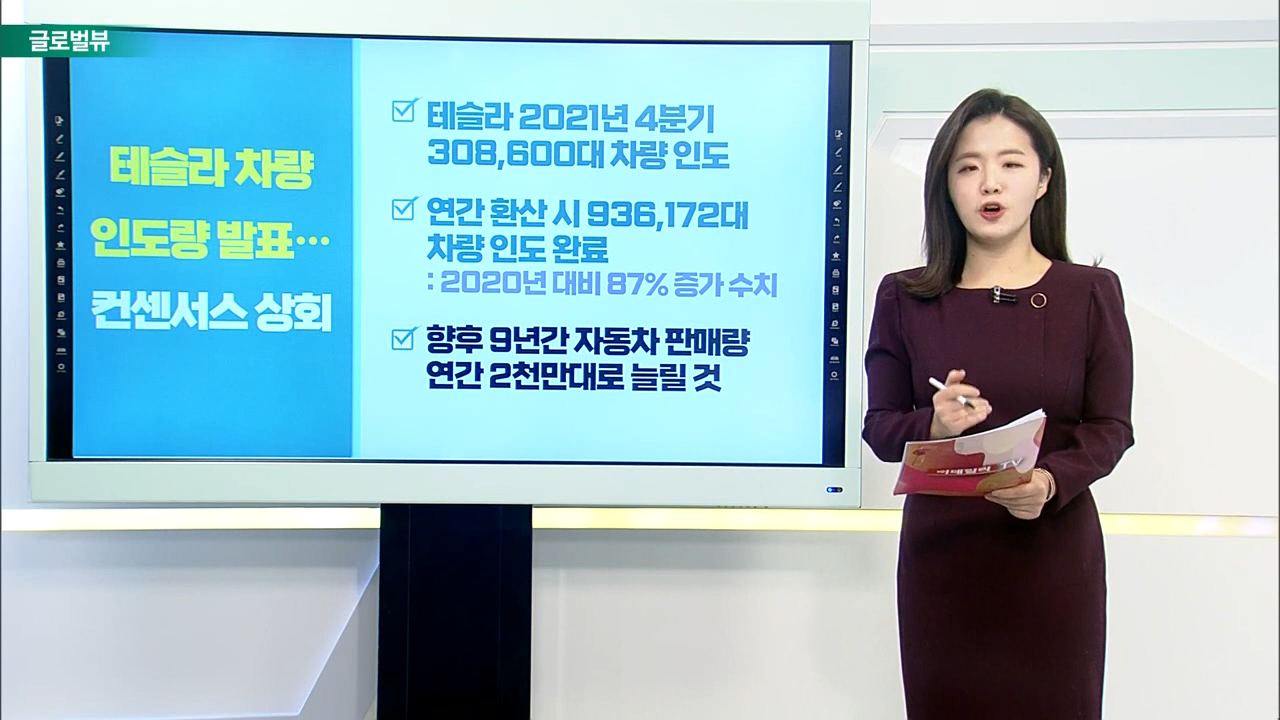 글로벌뷰
테슬라 차량
인도량 발표…
컨센서스 상회
테슬라 2021년 4분기
308,600대 차량 인도
연간 환산 시 936,172대
차량 인도 완료
: 2020년 대비 87% 증가 수치
향후 9년간 자동차 판매량
연간 2천만대로 늘릴 것